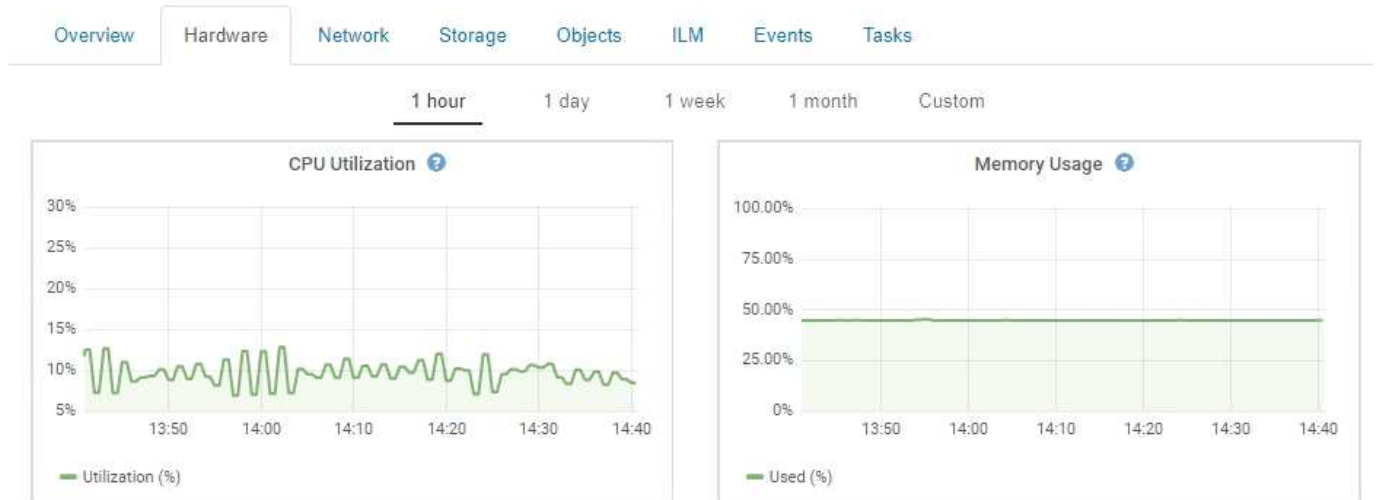 Overview Hardware Network Storage Objects ILM Events Tasks
1 hour 1 day 1 week 1 month Custom
CPU Utilization ?
30%
25%
20%
15%
10%
5%
13:50 14:00 14:10 14:20 14:30 14:40
Utilization (%)
Memory Usage ?
100.00%
75.00%
50.00%
25.00%
0%
13:50 14:00 14:10 14:20 14:30 14:40
Used (%)